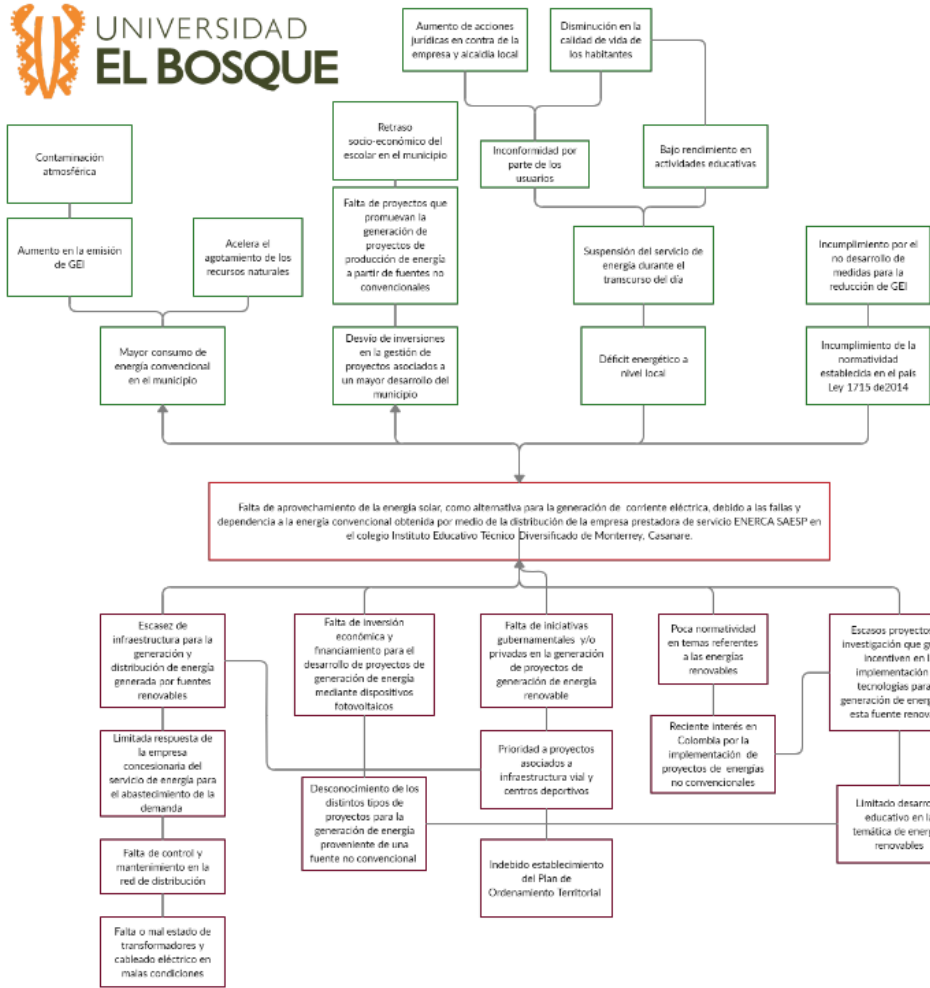 UNIVERSIDAD
EL BOSQUE
Aumento de acciones
jurídicas en contra de la
empresa y alcaldía local
Disminución en la
calidad de vida de
los habitantes
Contaminación
atmosférica
Retraso
socio-económico del
escolar en el municipio
Inconformidad por
parte de los
usuarios
Bajo rendimiento en
actividades educativas
Aumento en la emisión
de GEI
Acelera el
agotamiento de los
recursos naturales
Falta de proyectos que
promuevan la
generación de
proyectos de
producción de energía
a partir de fuentes no
convencionales
Suspensión del servicio de
energía durante el
transcurso del día
Incumplimiento por el
no desarrollo de
medidas para la
reducción de GEI
Mayor consumo de
energía convencional
en el municipio
Desvío de inversiones
en la gestión de
proyectos asociados a
un mayor desarrollo del
municipio
Déficit energético a
nivel local
Incumplimiento de la
normatividad
establecida en el país
Ley 1715 de2014
Falta de aprovechamiento de la energía solar, como alternativa para la generación de corriente eléctrica, debido a las fallas y
dependencia a la energía convencional obtenida por medio de la distribución de la empresa prestadora de servicio ENERCA SAESP en
el colegio Instituto Educativo Técnico Diversificado de Monterrey, Casanare.
Escasez de
infraestructura para la
generación y
distribución de energía
generada por fuentes
renovables
Falta de inversión
económica y
financiamiento para el
desarrollo de proyectos de
generación de energía
mediante dispositivos
fotovoltaicos
Falta de iniciativas
gubernamentales y/o
privadas en la generación
de proyectos de
generación de energía
renovable
Poca normatividad
en temas referentes
a las energías
renovables
Escasos proyectos
investigación que
incentiven en
implementación
tecnologías para
generación de
esta fuente
Limitada respuesta de
la empresa
concesionaria del
servicio de energía para
el abastecimiento de la
demanda
Desconocimiento de los
distintos tipos de
proyectos para la
generación de energía
proveniente de una
fuente no convencional
Prioridad a proyectos
asociados a
infraestructura vial y
centros deportivos
Reciente interés en
Colombia por la
implementación de
proyectos de energías
no convencionales
Limitado
educativo en
temática de
renovables
Falta de control y
mantenimiento en la
red de distribución
Indebido establecimiento
del Plan de
Ordenamiento Territorial
Falta o mal estado de
transformadores y
cableado eléctrico en
malas condiciones